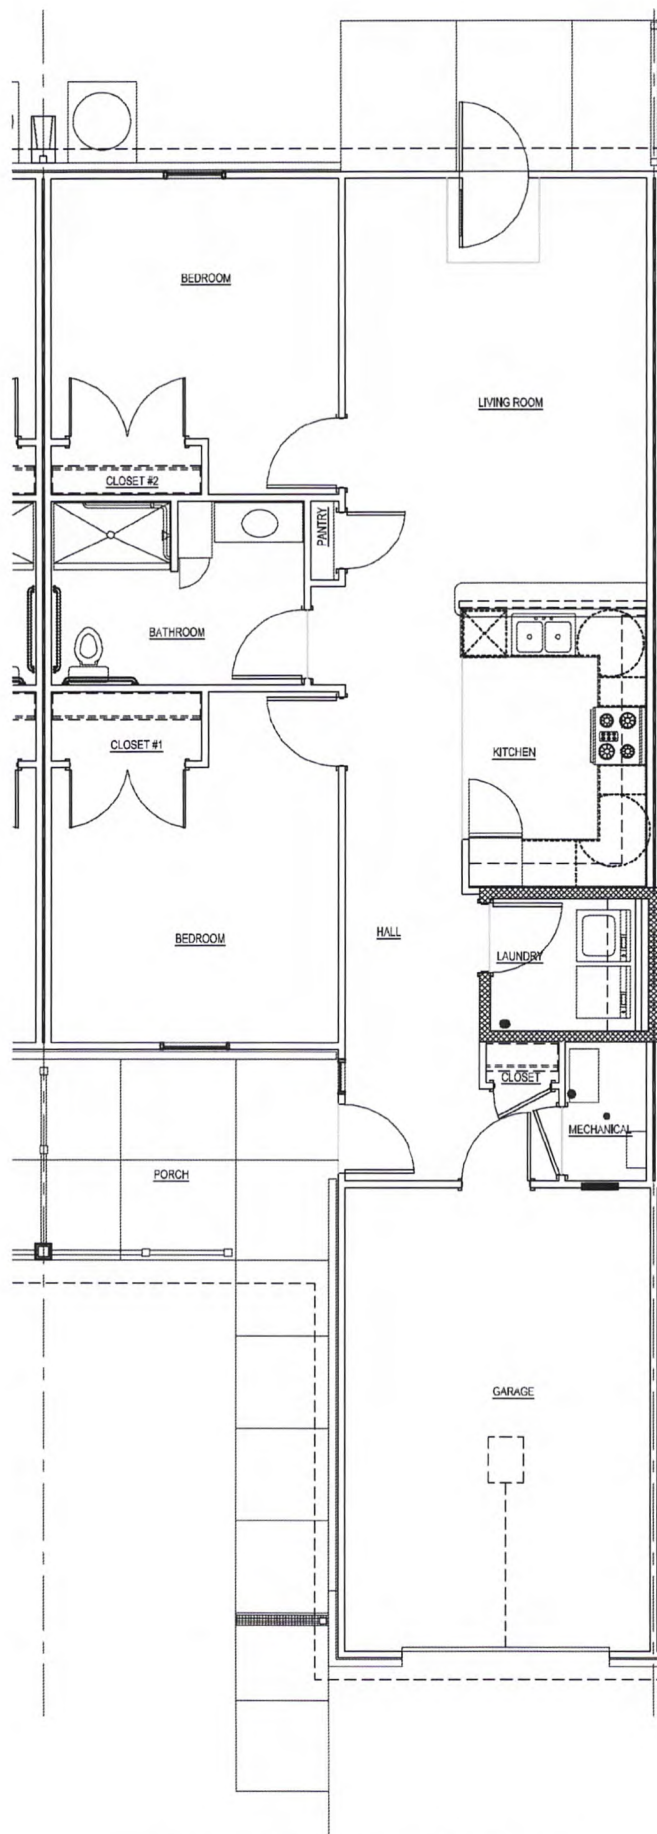 BEDROOM
LIVING ROOM
CLOSET #2
PANTRY
BATHROOM
CLOSET #1
KITCHEN
HALL
BEDROOM
LAUNDRY
CLOSET
MECHANICAL
PORCH
GARAGE